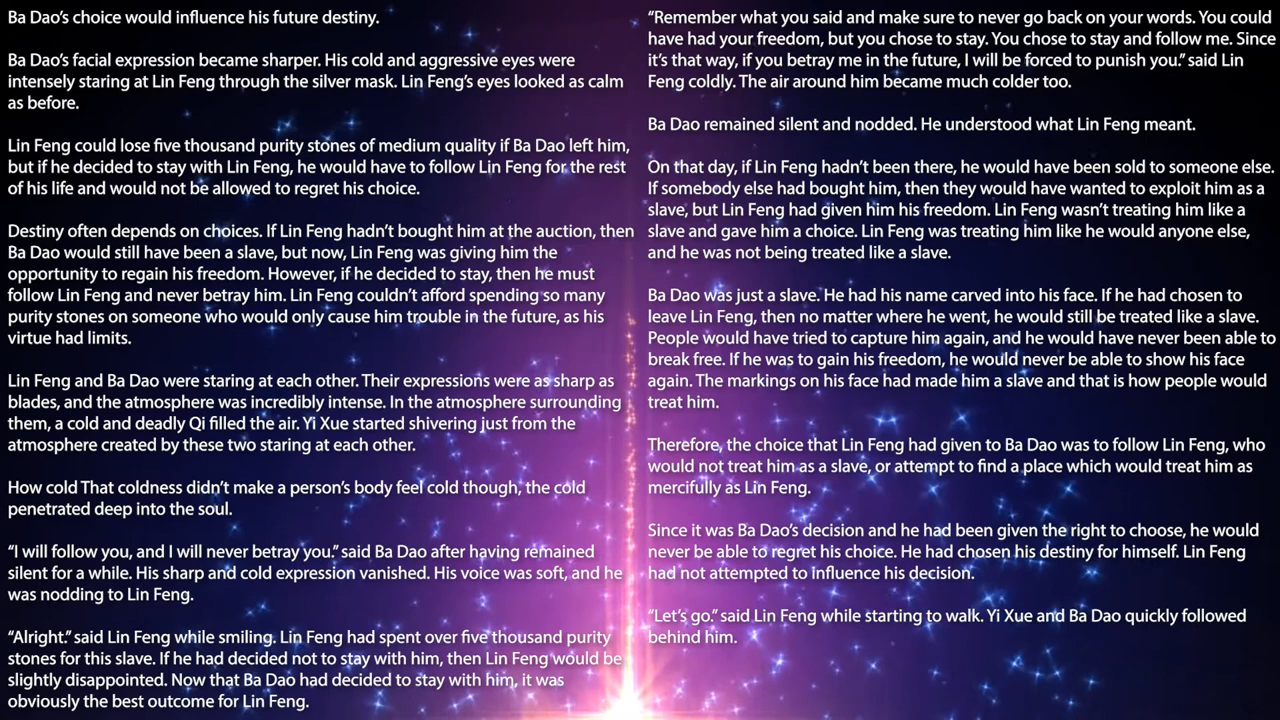 Ba Dao's choice would influence his future destiny.
Ba Dao's facial expression became sharper. His cold and aggressive eyes were
intensely staring at Lin Feng through the silver mask. Lin Feng's eyes looked as calm
as before.
Lin Feng could lose five thousand purity stones of medium quality if Ba Dao left him,
but if he decided to stay with Lin Feng, he would have to follow Lin Feng for the rest
of his life and would not be allowed to regret his choice.
Destiny often depends on choices. If Lin Feng hadn't bought him at the auction, then
Ba Dao would still have been a slave, but now, Lin Feng was giving him the
opportunity to regain his freedom. However, if he decided to stay, then he must
follow Lin Feng and never betray him. Lin Feng couldn't afford spending so many
purity stones on someone who would only cause him trouble in the future, as his
virtue had limits.
Lin Feng and Ba Dao were staring at each other. Their expressions were as sharp as
blades, and the atmosphere was incredibly intense. In the atmosphere surrounding
them, a cold and deadly Qi filled the air. Yi Xue started shivering just from the
atmosphere created by these two staring at each other.
How cold That coldness didn't make a person's body feel cold though, the cold
penetrated deep into the soul.
“I will follow you, and I will never betray you.” said Ba Dao after having remained
silent for a while. His sharp and cold expression vanished. His voice was soft, and he
was nodding to Lin Feng.
“Alright.” said Lin Feng while smiling. Lin Feng had spent over five thousand purity
stones for this slave. If he had decided not to stay with him, then Lin Feng would be
slightly disappointed. Now that Ba Dao had decided to stay with him, it was
obviously the best outcome for Lin Feng.
“Remember what you said and make sure to never go back on your words. You could
have had your freedom, but you chose to stay. You chose to stay and follow me. Since
it's that way, if you betray me in the future, I will be forced to punish you.” said Lin
Feng coldly. The air around him became much colder too.
Ba Dao remained silent and nodded. He understood what Lin Feng meant.
On that day, if Lin Feng hadn't been there, he would have been sold to someone else.
If somebody else had bought him, then they would have wanted to exploit him as a
slave, but Lin Feng had given him his freedom. Lin Feng wasn't treating him like a
slave and gave him a choice. Lin Feng was treating him like he would anyone else,
and he was not being treated like a slave.
Ba Dao was just a slave. He had his name carved into his face. If he had chosen to
leave Lin Feng, then no matter where he went, he would still be treated like a slave.
People would have tried to capture him again, and he would have never been able to
break free. If he was to gain his freedom, he would never be able to show his face
again. The markings on his face had made him a slave and that is how people would
treat him.
Therefore, the choice that Lin Feng had given to Ba Dao was to follow Lin Feng, who
would not treat him as a slave, or attempt to find a place which would treat him as
mercifully as Lin Feng.
Since it was Ba Dao's decision and he had been given the right to choose, he would
never be able to regret his choice. He had chosen his destiny for himself. Lin Feng
had not attempted to influence his decision.
“Let's go.” said Lin Feng while starting to walk. Yi Xue and Ba Dao quickly followed
behind him.